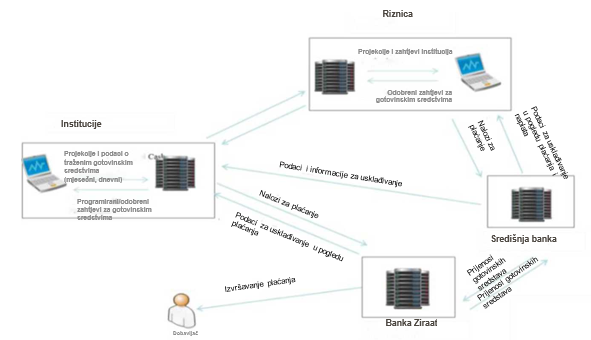 Riznica
Projekcije i zahtjevi institucija
Odobreni zahtjevi za
gotovinskim sredstvima
Institucije
Projekcije i podasi o
traženim gotovinskim
sredstvima
(mjesečni, dnevni)
Programirani/odobreni
zahtjevi za gotovinskim
sredstvima
Nalozi za
plaćanje
Podaci za usklađivanje
u pogledu plaćanja i
naplata
Podaci i informacije za usklađivanje
Nalozi za plaćanje
Podaci za usklađivanje u pogledu
plaćanja
Središnja banka
Prijenosi
gotovinskih
sredstava
Prijenosi gotovinskih
sredstava
Izvršavanje plaćanja
Banka Ziraat
Dobavljač